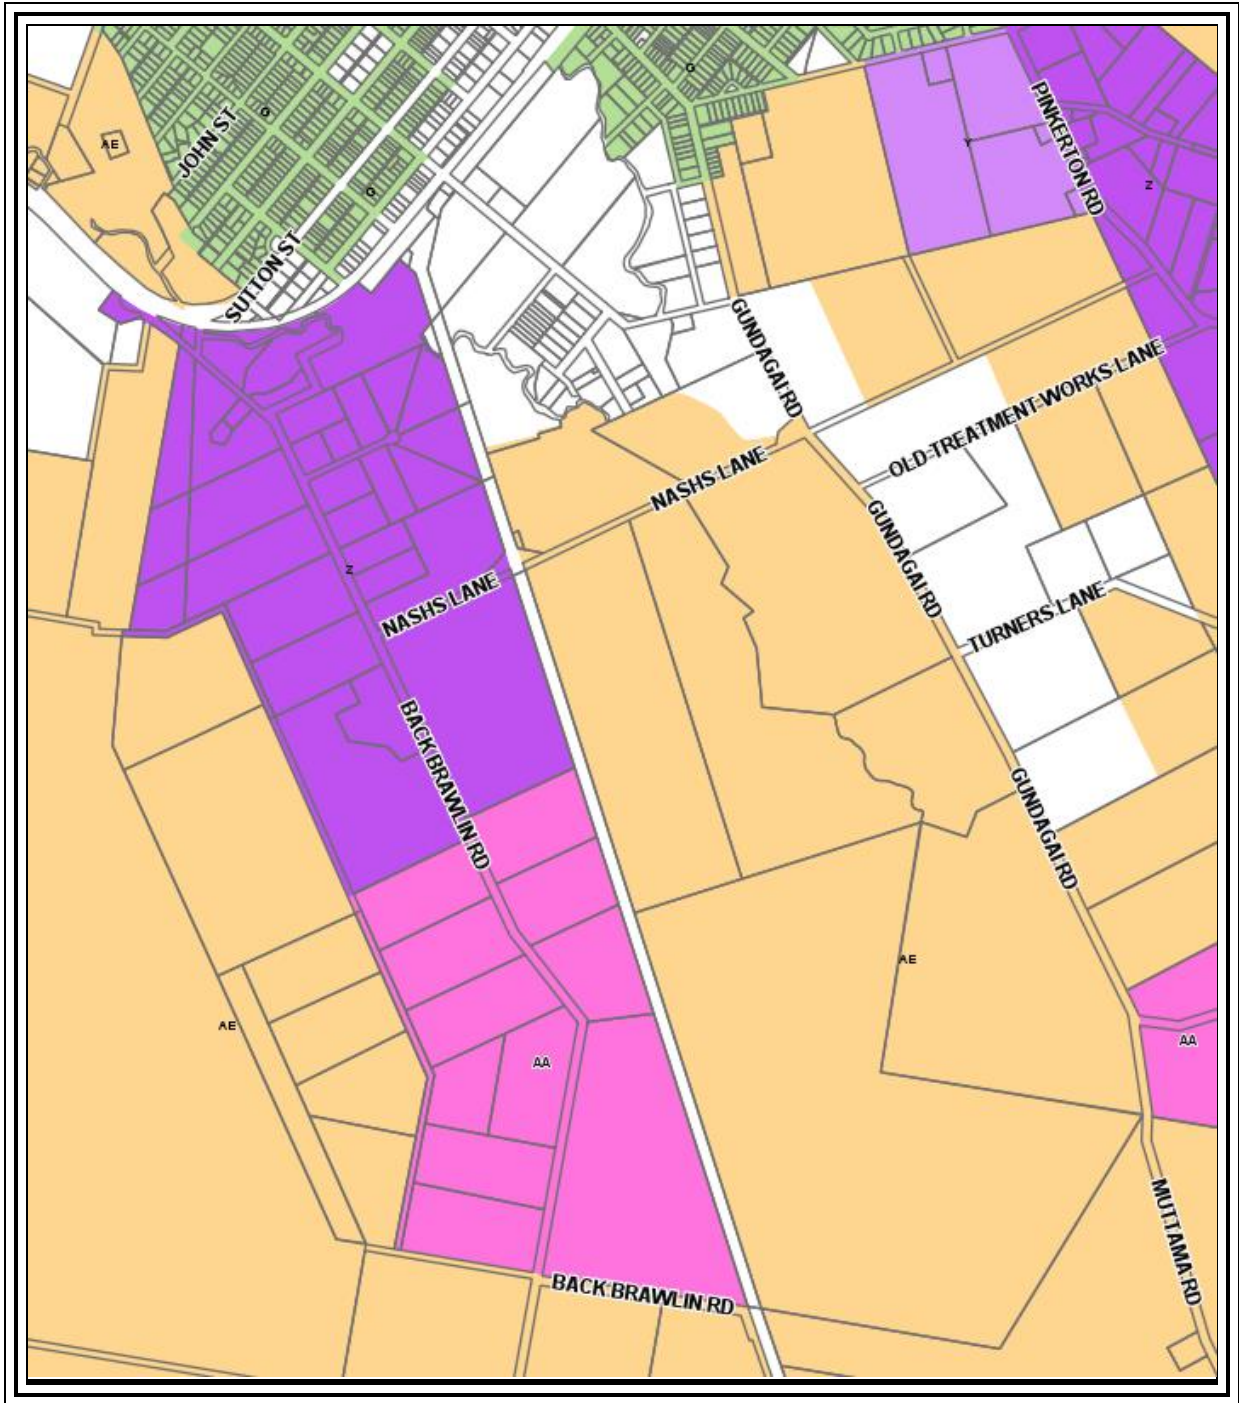 G
PINKERTON RD
G
JOHN ST
AE
Y
Z
G
SUTTON ST
GUNDAGAI RD
OLD TREATMENT WORKS LANE
NASHS LANE
GUNDAGAI RD
Z
NASHS LANE
TURNERS LANE
BACK BRAWLIN RD
GUNDAGAI RD
AE
AE
AA
AA
MUTTAMA RD
BACK BRAWLIN RD